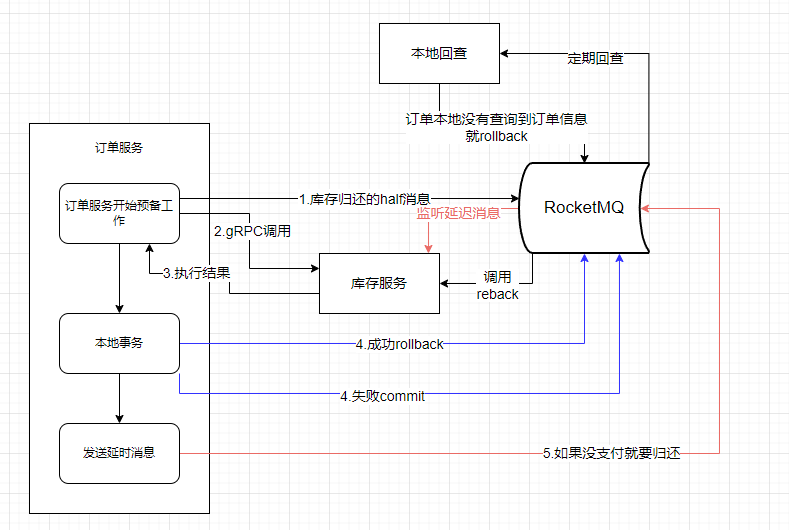 本地回查
定期回查
订单本地没有查询到订单信息
就rollback
订单服务
订单服务开始预备工
作
1.库存归还的half消息
RocketMQ
监听延迟消息
2.gRPC调用
3.执行结果
库存服务
调用
reback
本地事务
4.成功rollback
4.失败commit
发送延时消息
5.如果没支付就要归还